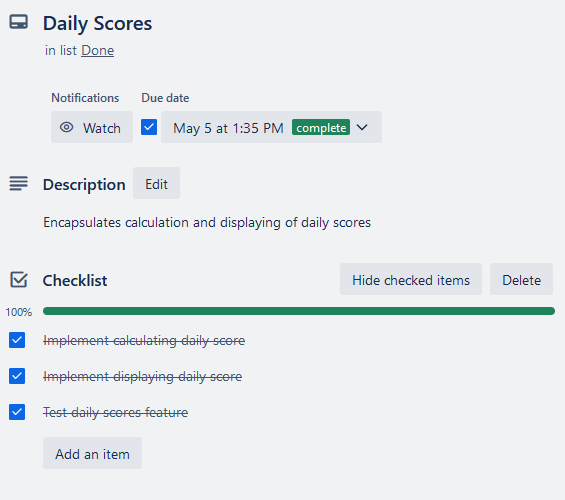 Daily Scores
in list Done
Notifications Due date
Watch May 5 at 1:35 PM complete
Description Edit
Encapsulates calculation and displaying of daily scores
Checklist Hide checked items Delete
100%
Implement calculating daily score
Implement displaying daily score
Test daily scores feature
Add an item